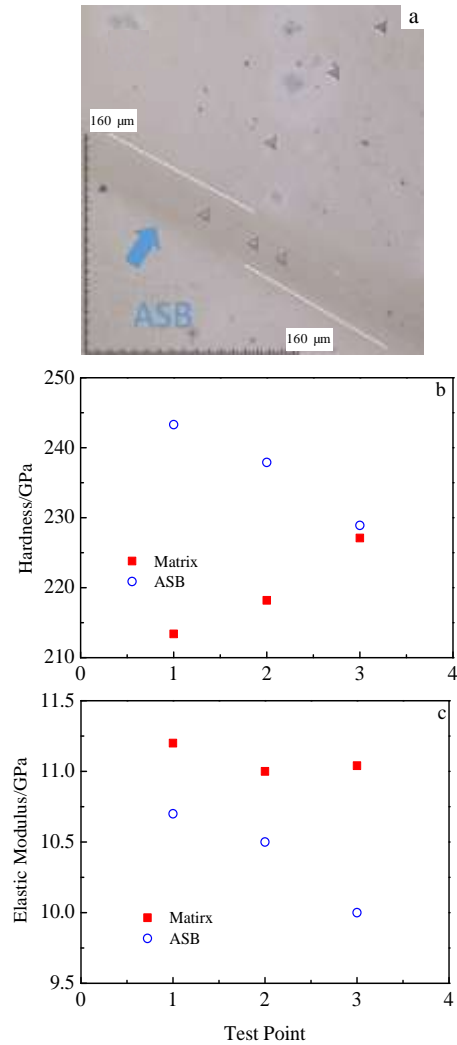 a
160 μm
ASB
160 μm
b
250
240
230
220
210
Hardness/GPa
Matrix
ASB
0 1 2 3 4
c
11.5
11.0
10.5
10.0
9.5
Elastic Modulus/GPa
Matirx
ASB
0 1 2 3 4
Test Point